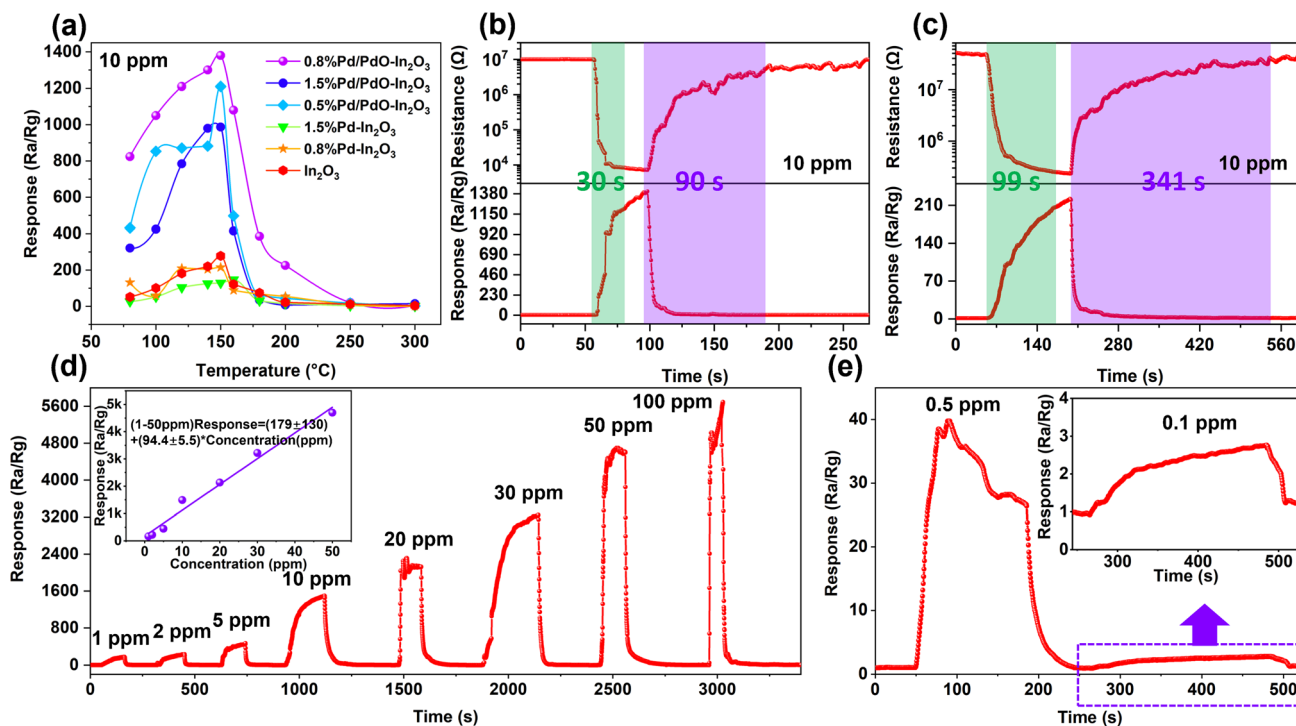 (a)
10 ppm
1400
1200
1000
800
600
400
200
0
Response (Ra/Rg)
0.8%Pd/PdO-In₂O₃
1.5%Pd/PdO-In₂O₃
0.5%Pd/PdO-In₂O₃
1.5%Pd-In₂O₃
0.8%Pd-In₂O₃
In₂O₃
50 100 150 200 250 300
Temperature (°C)
(b)
10⁷
10⁶
10⁵
10⁴
Resistance (Ω)
10 ppm
30 s
90 s
1380
1150
920
690
460
230
0
Response (Ra/Rg)
0 50 100 150 200 250
Time (s)
(c)
10⁷
10⁶
Resistance (Ω)
10 ppm
99 s
341 s
210
140
70
0
Response (Ra/Rg)
0 140 280 420 560
Time (s)
(d)
5600
4800
4000
3200
2400
1600
800
0
Response (Ra/Rg)
1 ppm
2 ppm
5 ppm
10 ppm
20 ppm
30 ppm
50 ppm
100 ppm
0 500 1000 1500 2000 2500 3000
Time (s)
5k
4k
3k
2k
1k
0
Response (Ra/Rg)
(1-50ppm)Response=(179±130)
+(94.4±5.5)*Concentration(ppm)
0 10 20 30 40 50
Concentration (ppm)
(e)
40
30
20
10
0
Response (Ra/Rg)
0.5 ppm
0 100 200 300 400 500
Time (s)
4
3
2
1
0
Response (Ra/Rg)
0.1 ppm
300 400 500
Time (s)